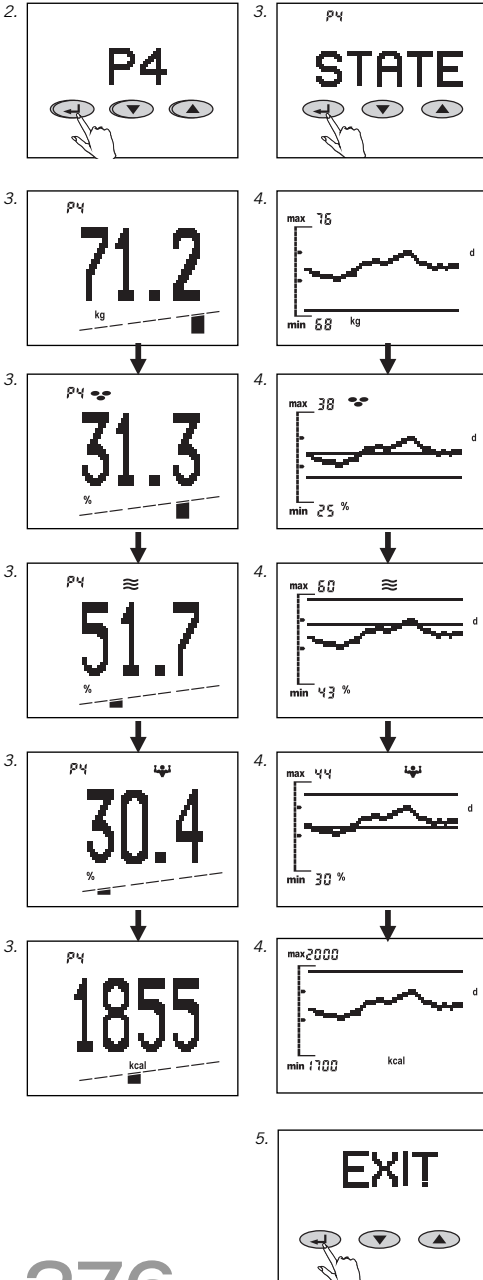 2.
P4
3.
P4
STATE
3.
P4
71.2
kg
4.
max 76
d
min 68 kg
3.
P4
31.3
%
4.
max 38
d
min 25 %
3.
P4
51.7
%
4.
max 60
d
min 43 %
3.
P4
30.4
%
4.
max 44
d
min 30 %
3.
P4
1855
kcal
4.
max 2000
d
min 1700 kcal
5.
EXIT
276